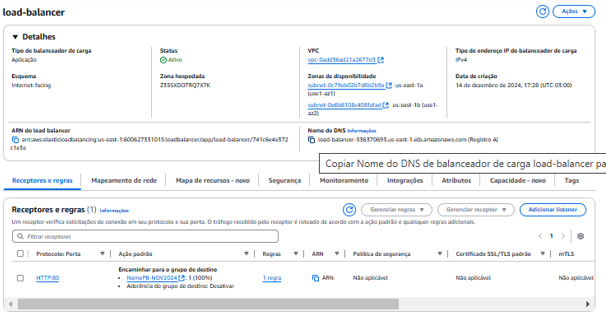 load-balancer
Ações
Detalhes
Tipo de balanceador de carga
Aplicação
Status
Ativo
VPC
vpc-0add36ad21a2677d3
Tipo de endereço IP do balanceador de carga
IPv4
Esquema
Internet-facing
Zona hospedada
Z35SXDOTRQ7X7K
Zonas de disponibilidade
subnet-0c79eb02b7d8b2b9a us-east-1a
(use1-az1)
subnet-0e6b8108c408fafad us-east-1b (use1-
az2)
Data de criação
14 de dezembro de 2024, 17:28 (UTC-03:00)
ARN do load balancer
arn:aws:elasticloadbalancing:us-east-1:600627331015:loadbalancer/app/load-balancer/741c6e4e372
c1e3e
Nome do DNS Informações
load-balancer-536370693.us-east-1.elb.amazonaws.com (Registro A)
Copiar Nome do DNS de balanceador de carga load-balancer pa
Receptores e regras
Mapeamento de rede
Mapa de recursos - novo
Segurança
Monitoramento
Integrações
Atributos
Capacidade - novo
Tags
Receptores e regras (1) Informações
Gerenciar regras
Gerenciar receptor
Adicionar listener
Um receptor verifica solicitações de conexão em seu protocolo e sua porta. O tráfego recebido pelo receptor é roteado de acordo com a ação padrão e quaisquer regras adicionais.
Filtrar receptores
1
Protocolo: Porta
Ação padrão
Regras
ARN
Política de segurança
Certificado SSL/TLS padrão
mTLS
HTTP:80
Encaminhar para o grupo de destino
• NamePB-NOV2024: 1 (100%)
• Aderência do grupo de destino: Desativar
1 regra
ARN
Não aplicável
Não aplicável
Não aplicável